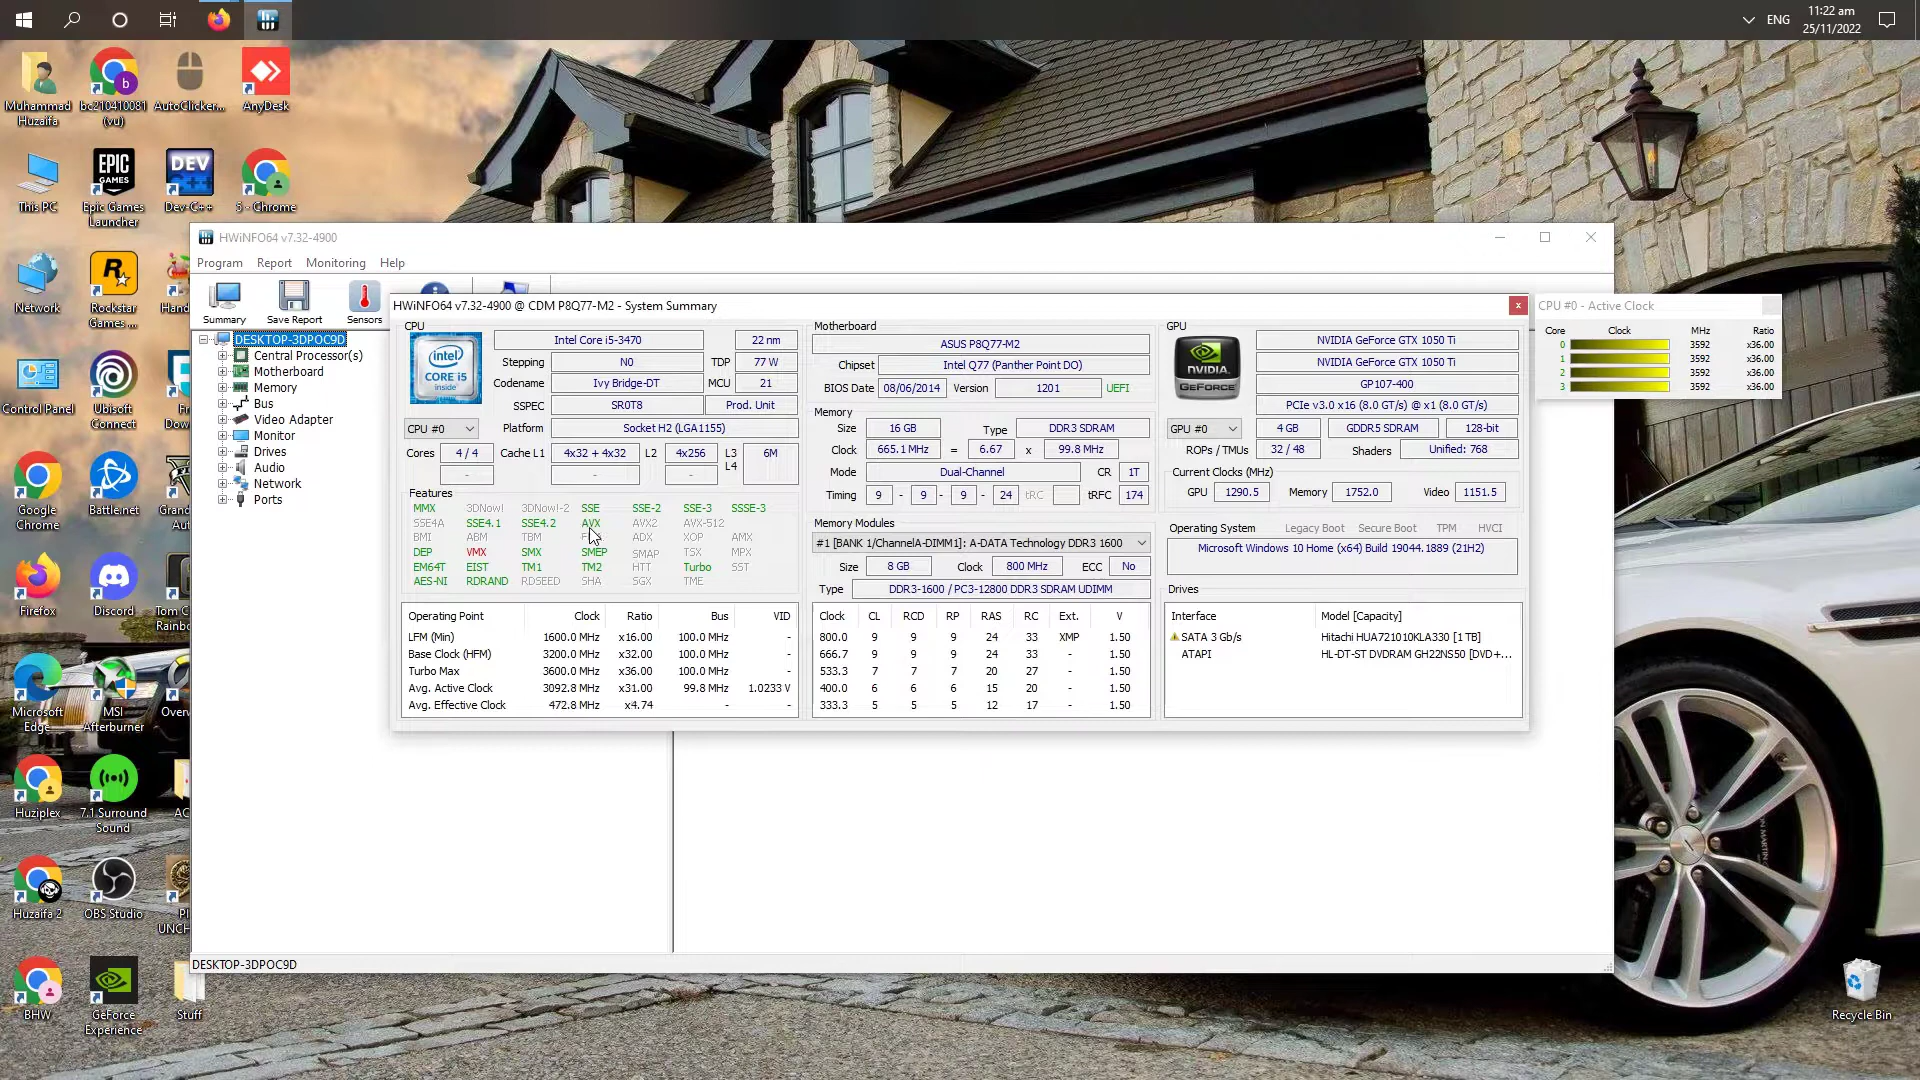 ENG
11:22 am
25/11/2022
Muhammad Huzaifa
bc210410081 (vu)
AutoClicker...
AnyDesk
This PC
EPIC GAMES
Epic Games Launcher
DEV C++
Dev-C++
S - Chrome
Network
Rockstar Games ...
Hand
Control Panel
Ubisoft Connect
Fr
Dow
Google Chrome
Battle.net
Grand
Aut
Firefox
Discord
Tom C
Rainbo
Microsoft Edge
MSI Afterburner
Overw
Huziplex
7.1 Surround Sound
AC
Huzaifa 2
OBS Studio
PI
UNCH
BHW
GeForce Experience
Stuff
Recycle Bin
HWiNFO64 v7.32-4900
Program Report Monitoring Help
Summary Save Report Sensors
DESKTOP-3DPOC9D
Central Processor(s)
Motherboard
Memory
Bus
Video Adapter
Monitor
Drives
Audio
Network
Ports
DESKTOP-3DPOC9D
HWiNFO64 v7.32-4900 @ CDM P8Q77-M2 - System Summary
CPU
intel CORE i5 inside
Intel Core i5-3470 22 nm
Stepping N0 TDP 77 W
Codename Ivy Bridge-DT MCU 21
SSPEC SR0T8 Prod. Unit
CPU #0 Platform Socket H2 (LGA1155)
Cores 4 / 4 Cache L1 4x32 + 4x32 L2 4x256 L3 6M
- - - L4
Features
MMX 3DNow! 3DNow!-2 SSE SSE-2 SSE-3 SSSE-3
SSE4A SSE4.1 SSE4.2 AVX AVX2 AVX-512
BMI ABM TBM ADX XOP AMX
DEP VMX SMX SMEP SMAP TSX MPX
EM64T EIST TM1 TM2 HTT Turbo SST
AES-NI RDRAND RDSEED SHA SGX TME
Operating Point Clock Ratio Bus VID
LFM (Min) 1600.0 MHz x16.00 100.0 MHz -
Base Clock (HFM) 3200.0 MHz x32.00 100.0 MHz -
Turbo Max 3600.0 MHz x36.00 100.0 MHz -
Avg. Active Clock 3092.8 MHz x31.00 99.8 MHz 1.0233 V
Avg. Effective Clock 472.8 MHz x4.74 - -
Motherboard
ASUS P8Q77-M2
Chipset Intel Q77 (Panther Point DO)
BIOS Date 08/06/2014 Version 1201 UEFI
Memory
Size 16 GB Type DDR3 SDRAM
Clock 665.1 MHz = 6.67 x 99.8 MHz
Mode Dual-Channel CR 1T
Timing 9 - 9 - 9 - 24 tRC tRFC 174
Memory Modules
#1 [BANK 1/ChannelA-DIMM1]: A-DATA Technology DDR3 1600
Size 8 GB Clock 800 MHz ECC No
Type DDR3-1600 / PC3-12800 DDR3 SDRAM UDIMM
Clock CL RCD RP RAS RC Ext. V
800.0 9 9 9 24 33 XMP 1.50
666.7 9 9 9 24 33 - 1.50
533.3 7 7 7 20 27 - 1.50
400.0 6 6 6 15 20 - 1.50
333.3 5 5 5 12 17 - 1.50
GPU
NVIDIA GEFORCE
NVIDIA GeForce GTX 1050 Ti
NVIDIA GeForce GTX 1050 Ti
GP107-400
PCIe v3.0 x16 (8.0 GT/s) @ x1 (8.0 GT/s)
GPU #0 4 GB GDDR5 SDRAM 128-bit
ROPs / TMUs 32 / 48 Shaders Unified: 768
Current Clocks (MHz)
GPU 1290.5 Memory 1752.0 Video 1151.5
Operating System Legacy Boot Secure Boot TPM HVCI
Microsoft Windows 10 Home (x64) Build 19044.1889 (21H2)
Drives
Interface Model [Capacity]
SATA 3 Gb/s Hitachi HUA721010KLA330 [1 TB]
ATAPI HL-DT-ST DVDRAM GH22NS50 [DVD+...
CPU #0 - Active Clock
Core Clock MHz Ratio
0 3592 x36.00
1 3592 x36.00
2 3592 x36.00
3 3592 x36.00